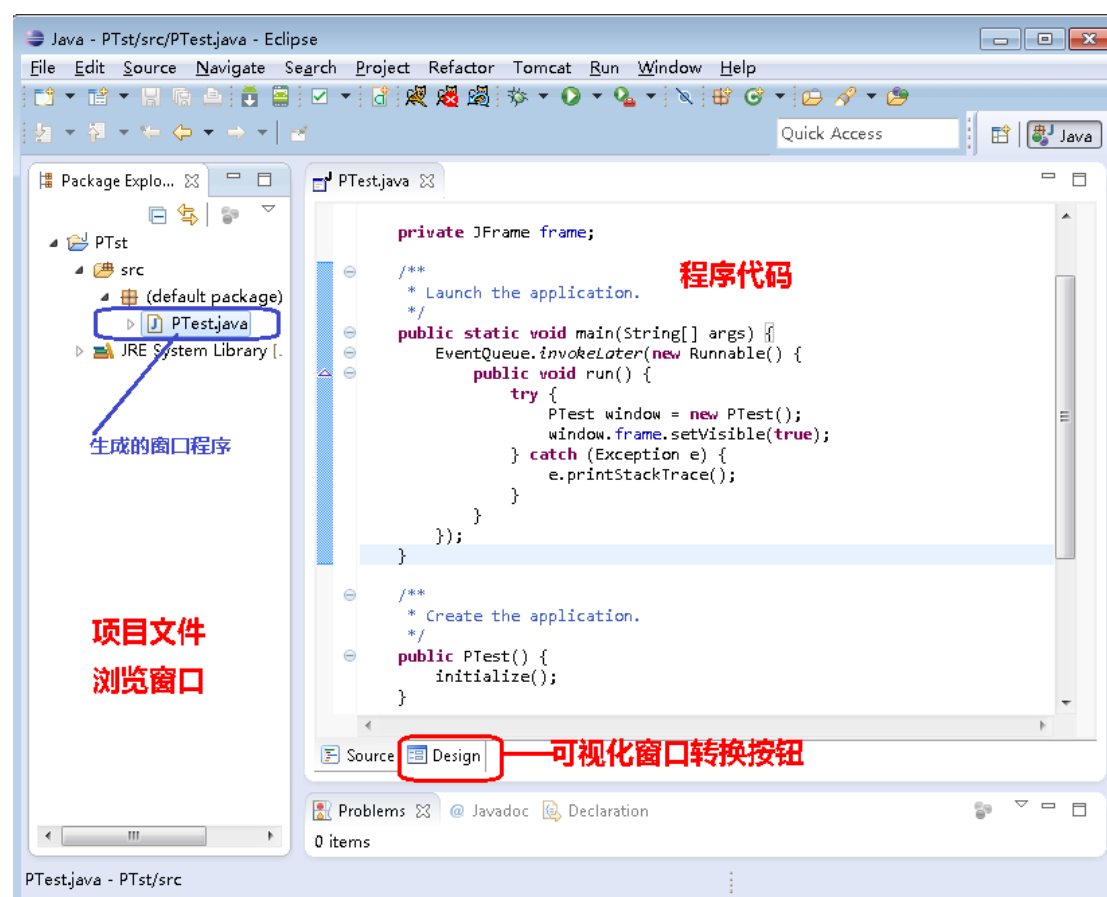 Java - PTst/src/PTest.java - Eclipse
File Edit Source Navigate Search Project Refactor Tomcat Run Window Help
Quick Access
Java
Package Explo...
PTst
src
(default package)
PTest.java
JRE System Library [.
生成的窗口程序
项目文件
浏览窗口
PTest.java
private JFrame frame;
程序代码
/**
* Launch the application.
*/
public static void main(String[] args) {
EventQueue.invokeLater(new Runnable() {
public void run() {
try {
PTest window = new PTest();
window.frame.setVisible(true);
} catch (Exception e) {
e.printStackTrace();
}
}
});
}
/**
* Create the application.
*/
public PTest() {
initialize();
}
Source Design
可视化窗口转换按钮
Problems @ Javadoc Declaration
0 items
PTest.java - PTst/src